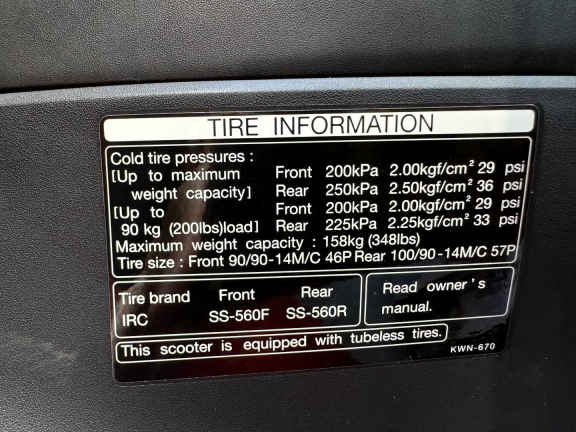 TIRE INFORMATION
Cold tire pressures :
[Up to maximum Front 200kPa 2.00kgf/cm² 29 psi
weight capacity] Rear 250kPa 2.50kgf/cm² 36 psi
[Up to Front 200kPa 2.00kgf/cm² 29 psi
90 kg (200lbs)load] Rear 225kPa 2.25kgf/cm² 33 psi
Maximum weight capacity : 158kg (348lbs)
Tire size : Front 90/90-14M/C 46P Rear 100/90-14M/C 57P
Tire brand Front Rear
IRC SS-560F SS-560R
Read owner's
manual.
This scooter is equipped with tubeless tires.
KWN-670